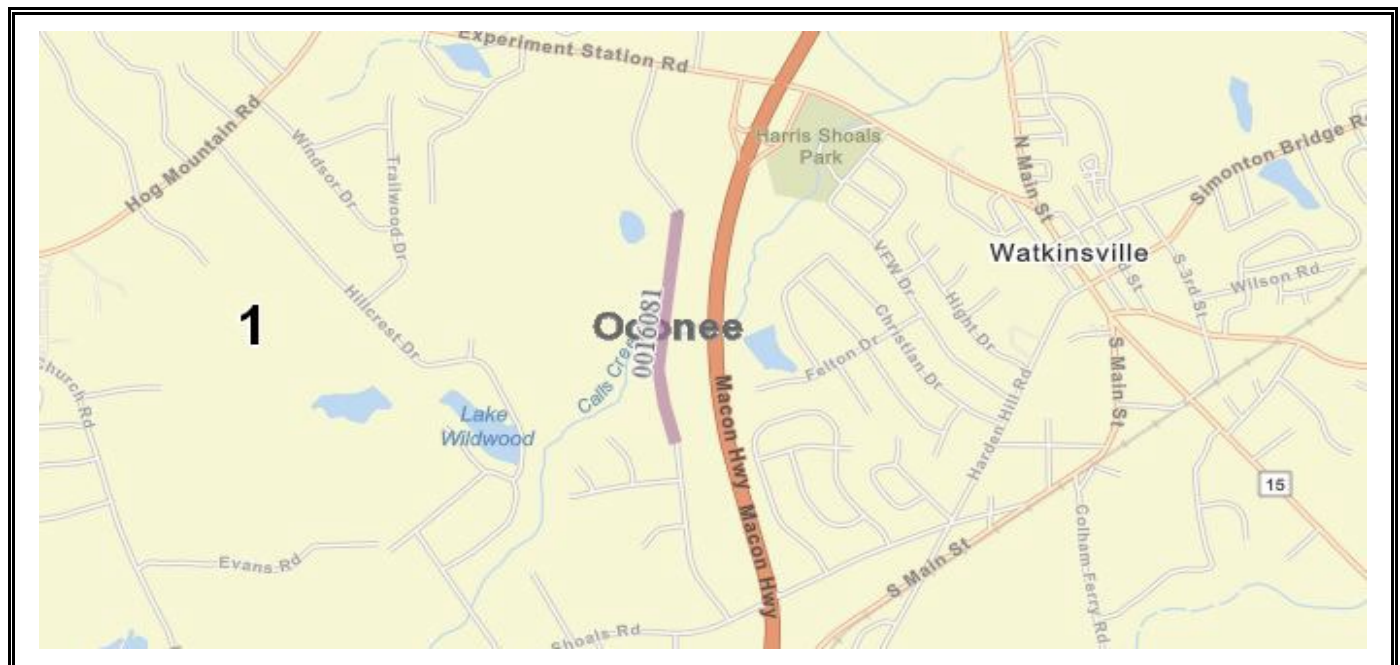 Experiment Station Rd
Hog Mountain Rd
Windsor Dr
Trailwood Dr
Harris Shoals
Park
N Main St
Simonton Bridge Rd
Watkinsville
S 3rd St
Wilson Rd
d St
VFW Dr
Hight Dr
Christian Dr
Felton Dr
1
Hillcrest Dr
Oconee
0016081
Calls Creek
Church Rd
Lake
Wildwood
Macon Hwy
Macon Hwy
S Main St
Harden Hill Rd
15
Colham Ferry Rd
Evans Rd
S Main St
Shoals Rd